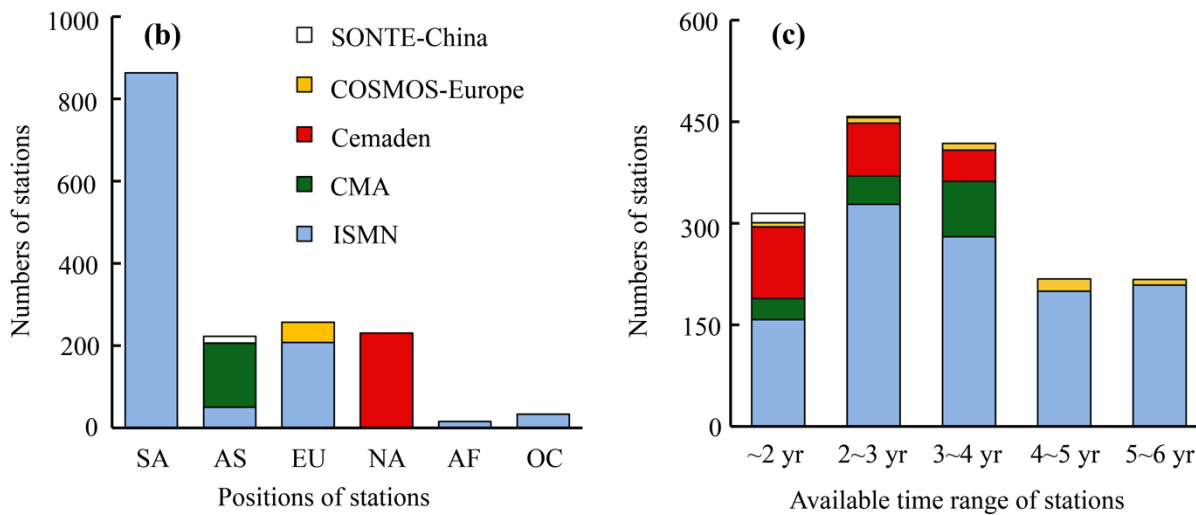 (b)
SONTE-China
COSMOS-Europe
Cemaden
CMA
ISMN
1000
800
600
400
200
0
Numbers of stations
SA AS EU NA AF OC
Positions of stations
(c)
600
450
300
150
0
Numbers of stations
~2 yr 2~3 yr 3~4 yr 4~5 yr 5~6 yr
Available time range of stations